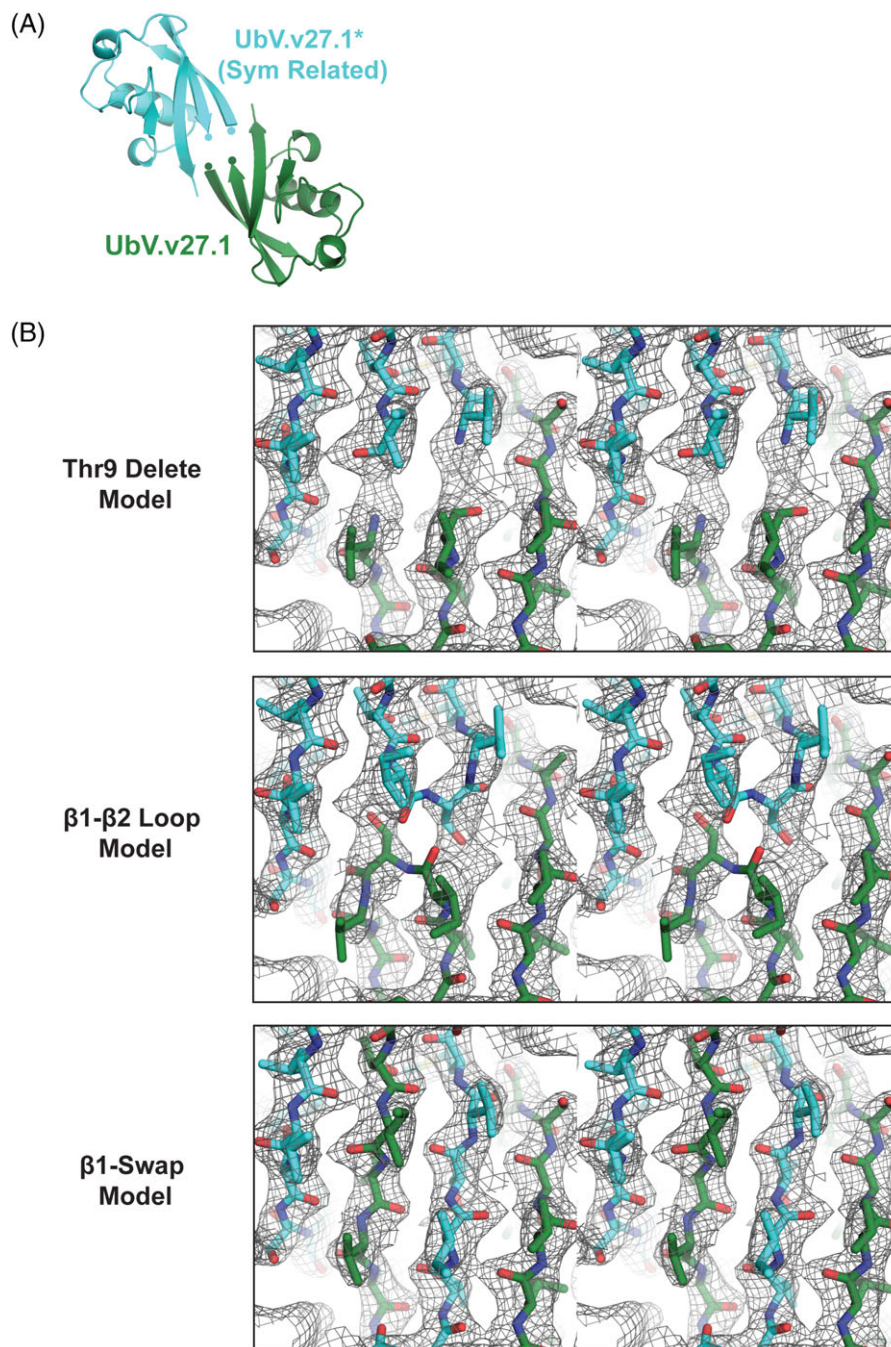 (A)
UbV.v27.1*
(Sym Related)
UbV.v27.1
(B)
Thr9 Delete
Model
β1-β2 Loop
Model
β1-Swap
Model